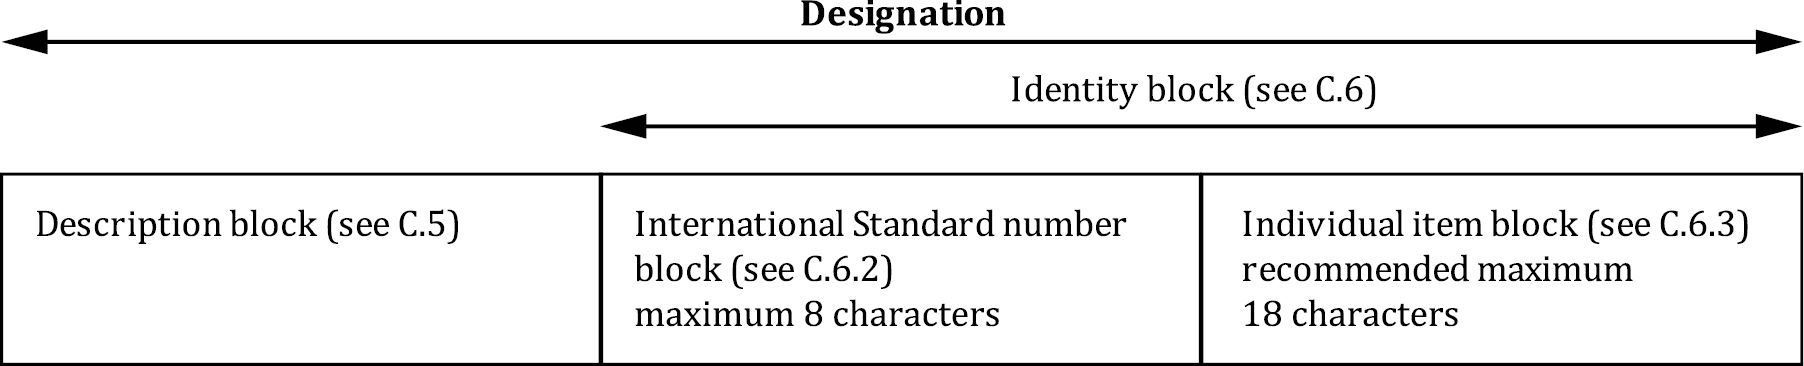 Designation
Identity block (see C.6)
Description block (see C.5)
International Standard number
block (see C.6.2)
maximum 8 characters
Individual item block (see C.6.3)
recommended maximum
18 characters